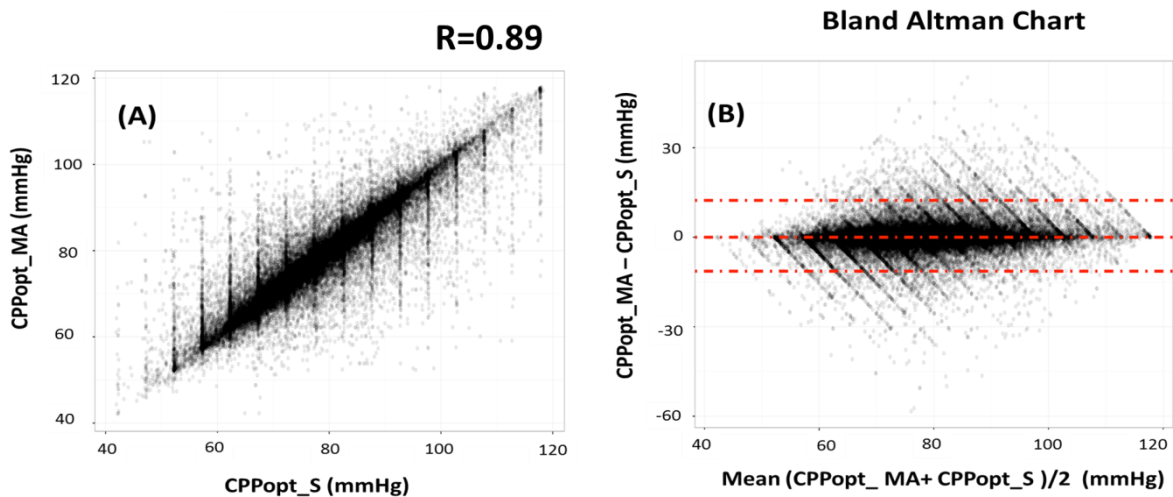 R=0.89
(A)
CPPopt_MA (mmHg)
120
100
80
60
40
40
60
80
100
120
CPPopt_S (mmHg)
Bland Altman Chart
(B)
CPPopt_MA – CPPopt_S (mmHg)
30
0
-30
-60
40
60
80
100
120
Mean (CPPopt_ MA+ CPPopt_S )/2 (mmHg)